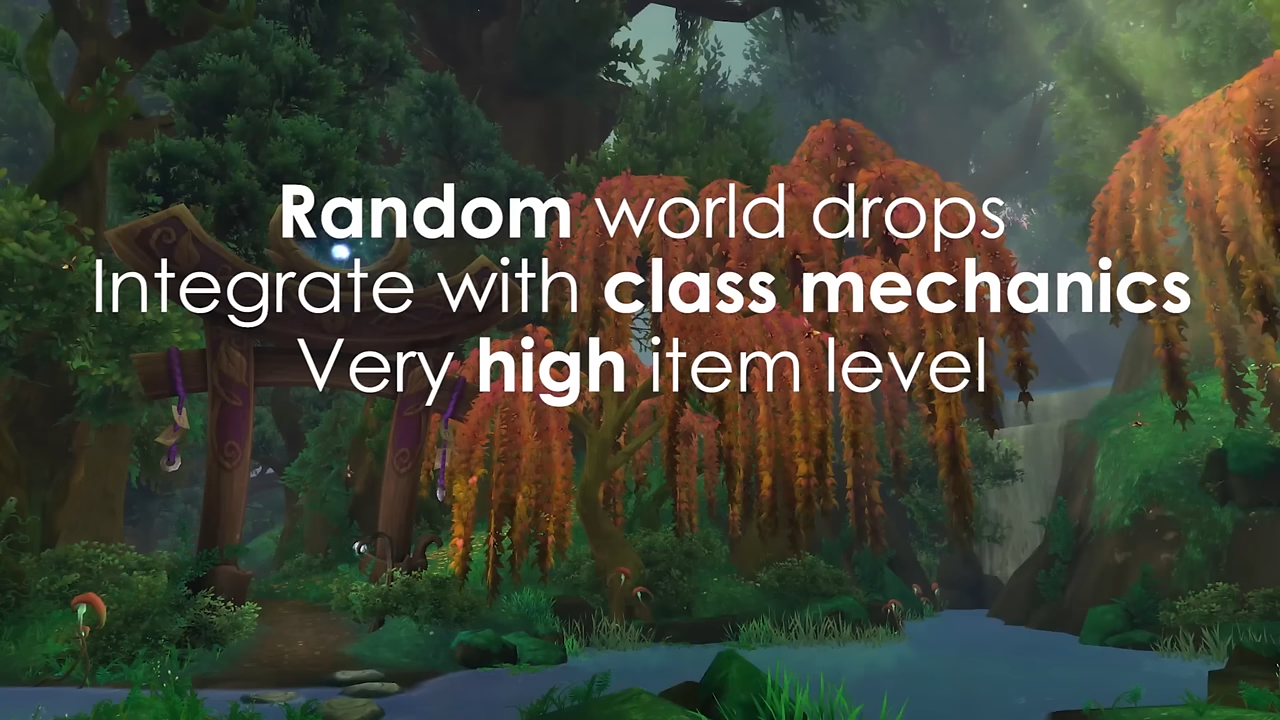 Random world drops
Integrate with class mechanics
Very high item level